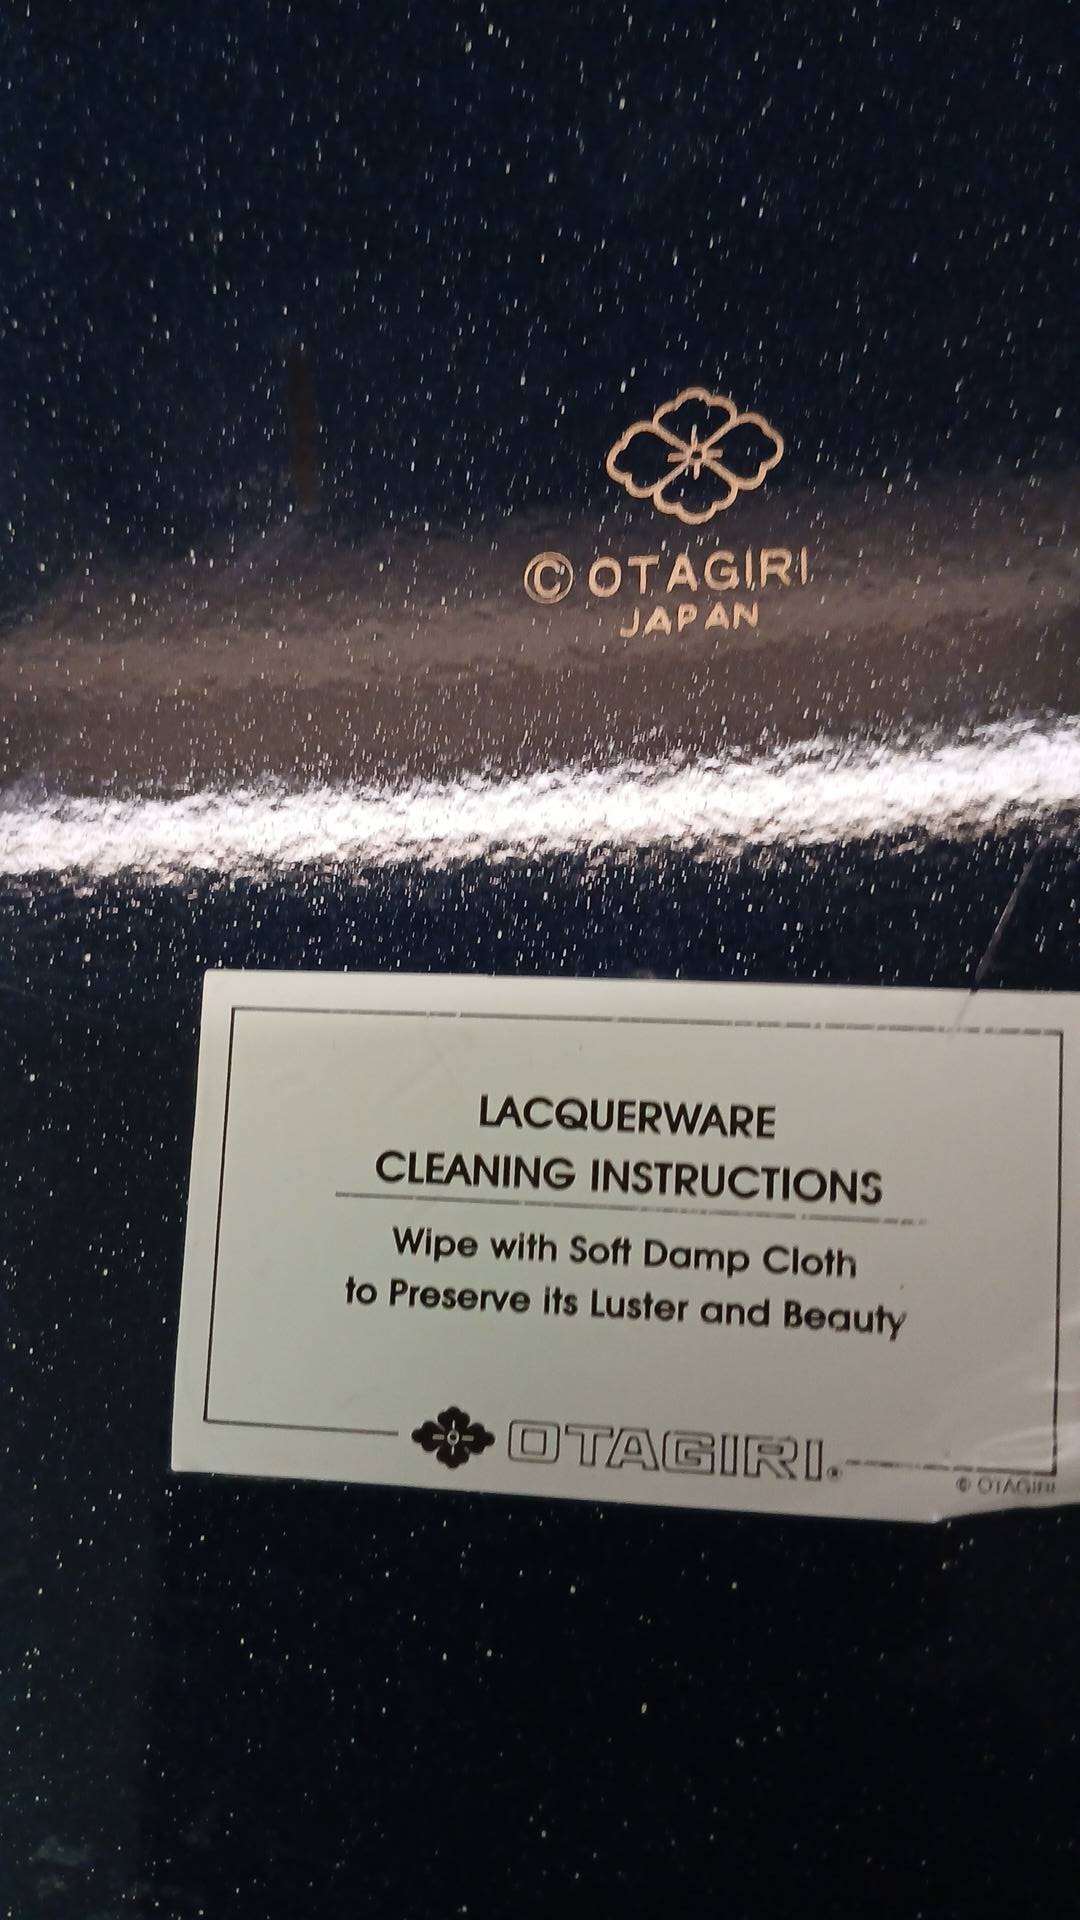 © OTAGIRI
JAPAN
LACQUERWARE
CLEANING INSTRUCTIONS
Wipe with Soft Damp Cloth
to Preserve its Luster and Beauty
OTAGIRI®
© OTAGIRI